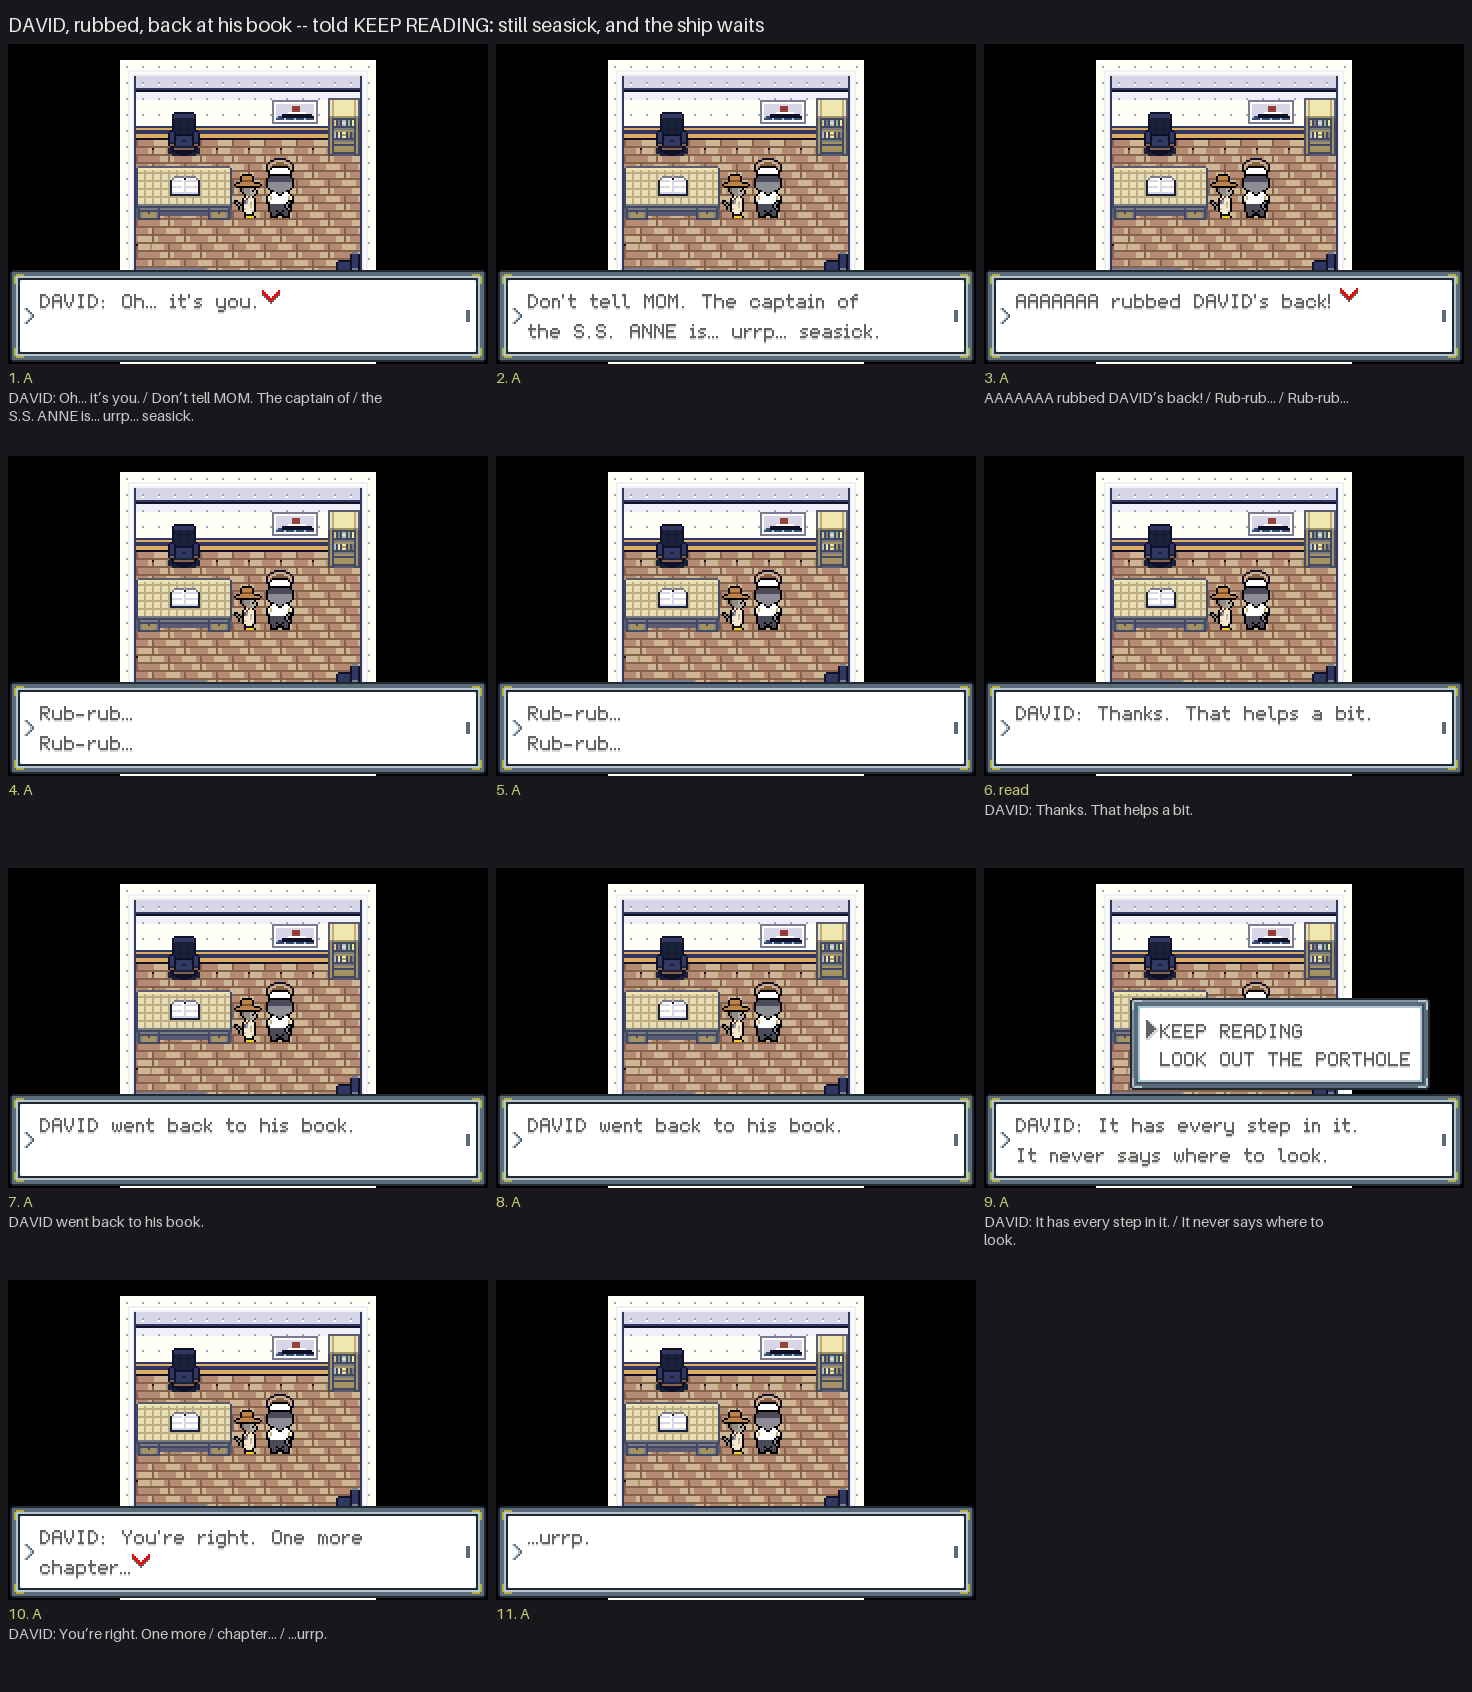 DAVID, rubbed, back at his book -- told KEEP READING: still seasick, and the ship waits
DAVID: Oh... it's you.
1. A
DAVID: Oh... it’s you. / Don’t tell MOM. The captain of / the
S.S. ANNE is... urrp... seasick.
Don't tell MOM. The captain of
the S.S. ANNE is... urrp... seasick.
2. A
AAAAAAA rubbed DAVID's back!
3. A
AAAAAAA rubbed DAVID’s back! / Rub-rub... / Rub-rub...
Rub-rub...
Rub-rub...
4. A
Rub-rub...
Rub-rub...
5. A
DAVID: Thanks. That helps a bit.
6. read
DAVID: Thanks. That helps a bit.
DAVID went back to his book.
7. A
DAVID went back to his book.
DAVID went back to his book.
8. A
KEEP READING
LOOK OUT THE PORTHOLE
DAVID: It has every step in it.
It never says where to look.
9. A
DAVID: It has every step in it. / It never says where to
look.
DAVID: You're right. One more
chapter...
10. A
DAVID: You’re right. One more / chapter... / ...urrp.
...urrp.
11. A